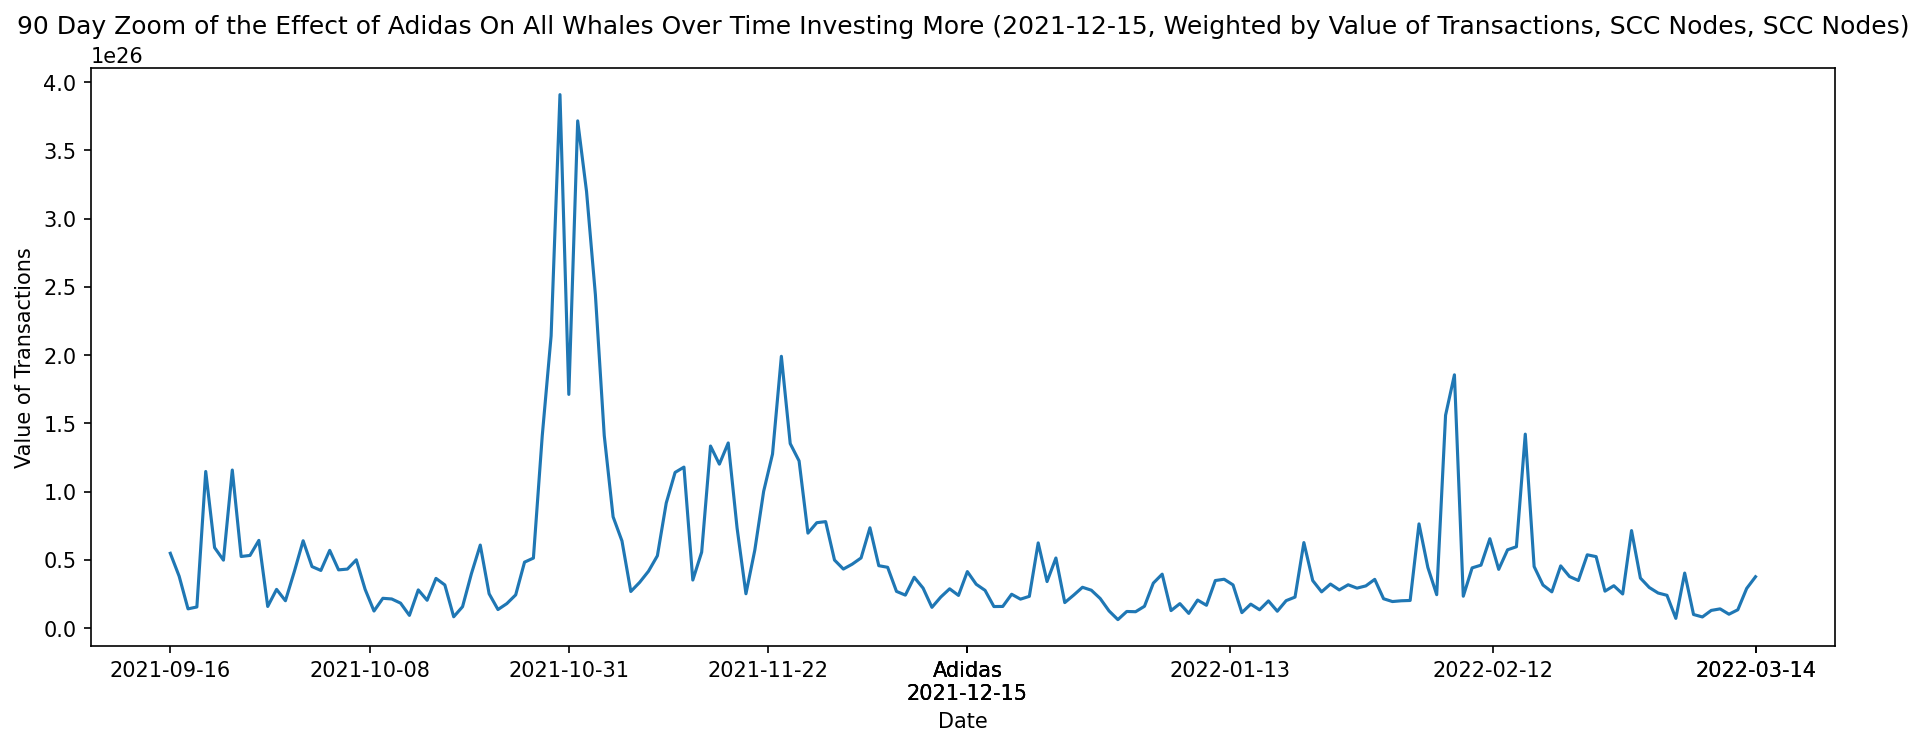 90 Day Zoom of the Effect of Adidas On All Whales Over Time Investing More (2021-12-15, Weighted by Value of Transactions, SCC Nodes, SCC Nodes)
1e26
4.0
3.5
3.0
2.5
2.0
1.5
1.0
0.5
0.0
Value of Transactions
2021-09-16 2021-10-08 2021-10-31 2021-11-22 Adidas 2022-01-13 2022-02-12 2022-03-14
2021-12-15
Date